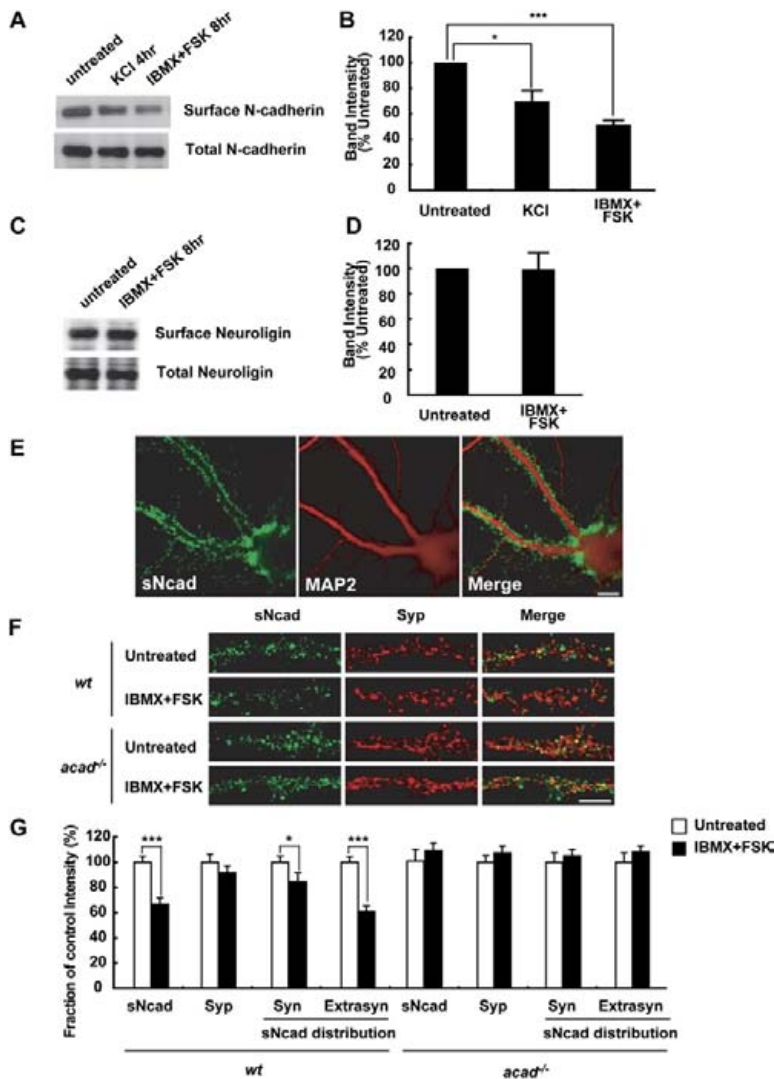 A
untreated
KCl 4hr
IBMX+FSK 8hr
Surface N-cadherin
Total N-cadherin
B
Band Intensity
(% Untreated)
120
100
80
60
40
20
0
*
***
Untreated
KCl
IBMX+
FSK
C
untreated
IBMX+FSK 8hr
Surface Neuroligin
Total Neuroligin
D
Band Intensity
(% Untreated)
120
100
80
60
40
20
0
Untreated
IBMX+
FSK
E
sNcad
MAP2
Merge
F
sNcad
Syp
Merge
wt
Untreated
IBMX+FSK
acad-/-
Untreated
IBMX+FSK
G
Fraction of control Intensity (%)
120
100
80
60
40
20
0
***
*
***
Untreated
IBMX+FSK
sNcad
Syp
Syn
Extrasyn
sNcad
Syp
Syn
Extrasyn
sNcad distribution
sNcad distribution
wt
acad-/-